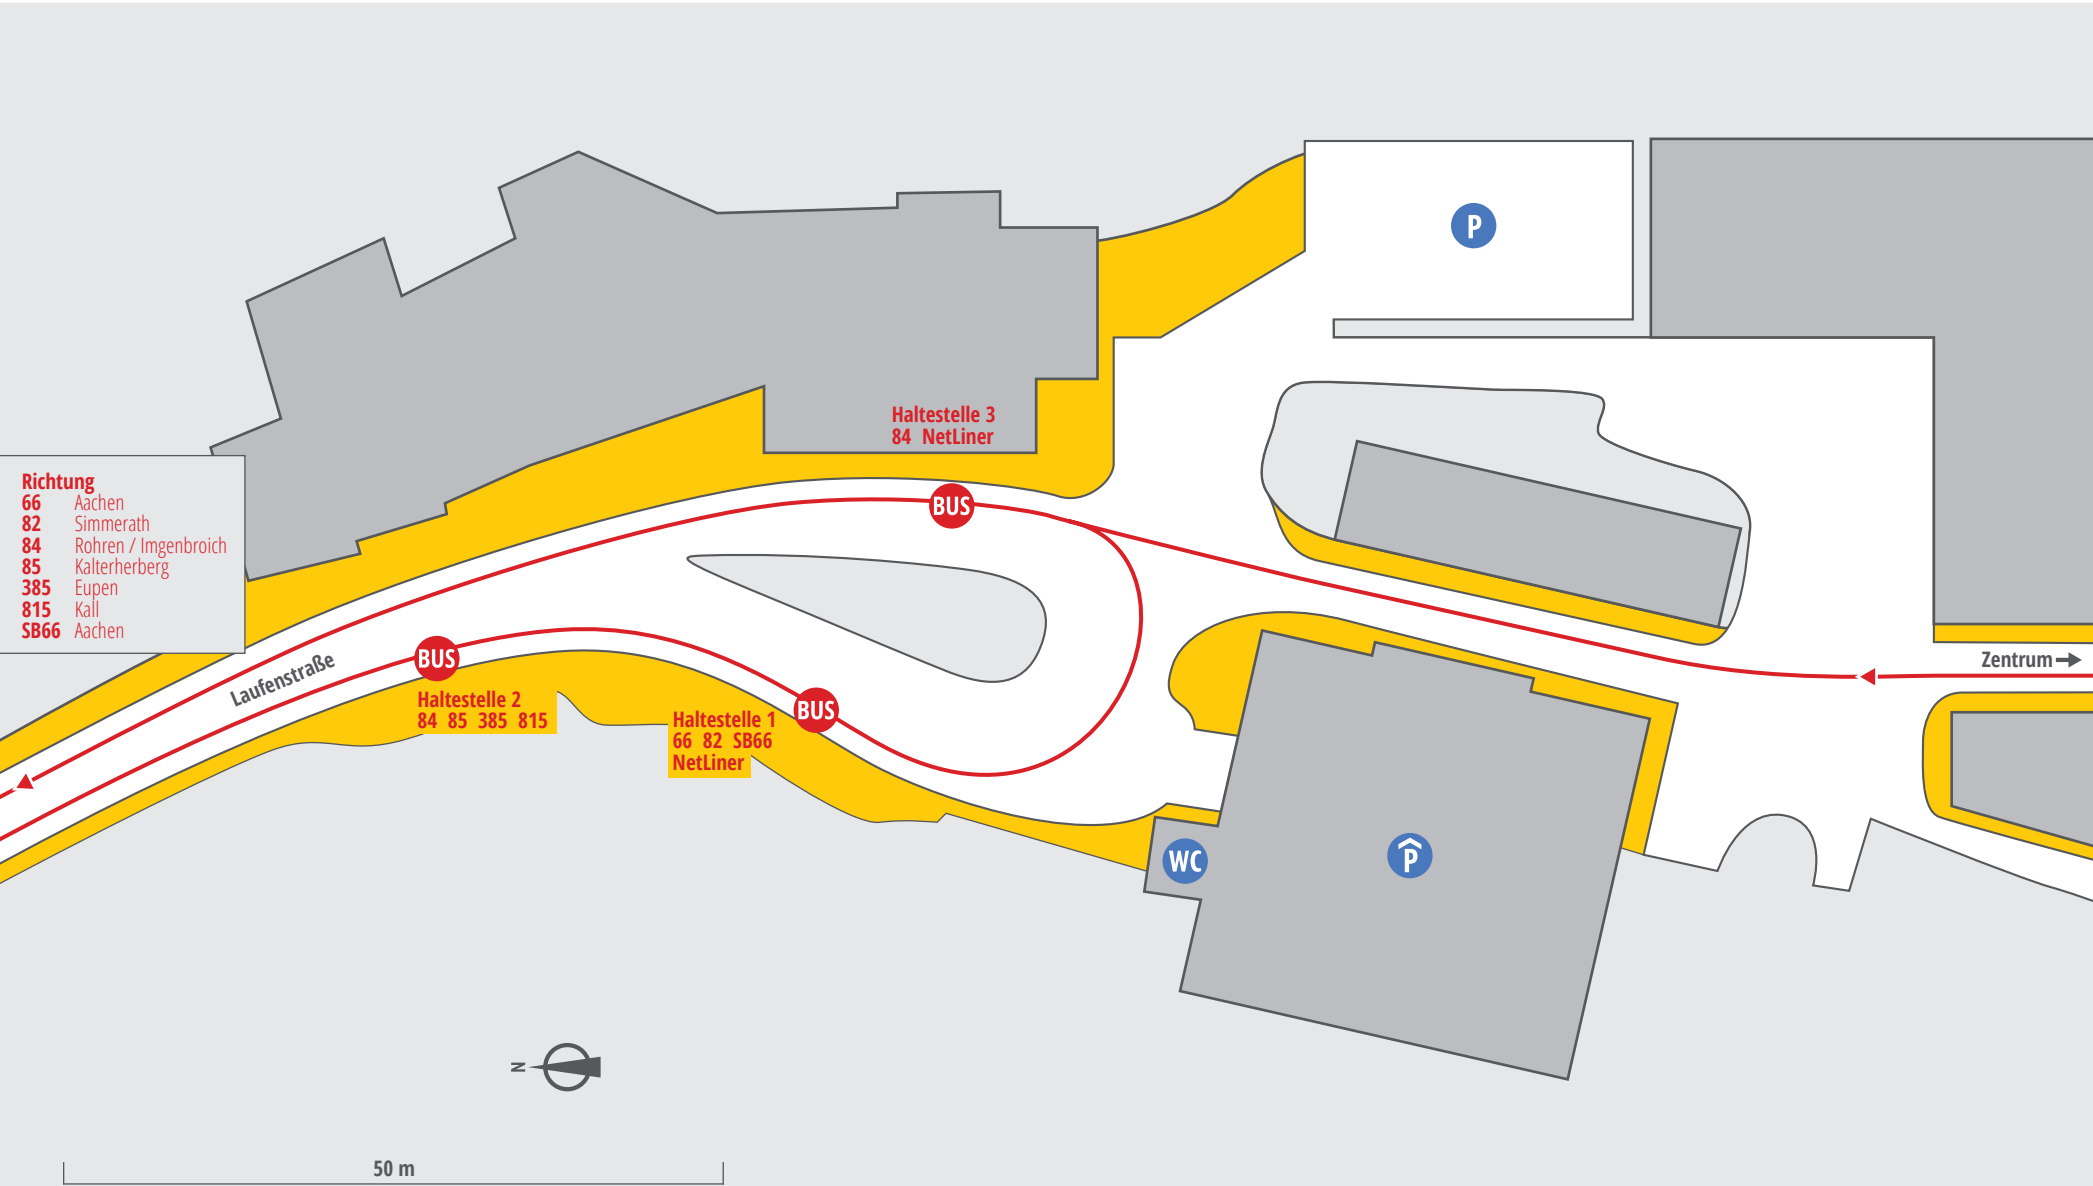 P
Haltestelle 3
84 NetLiner
BUS
Richtung
66 Aachen
82 Simmerath
84 Rohren / Imgenbroich
85 Kalterherberg
385 Eupen
815 Kall
SB66 Aachen
Laufenstraße
BUS
Haltestelle 2
84 85 385 815
BUS
Haltestelle 1
66 82 SB66
NetLiner
Zentrum
WC
P
N
50 m